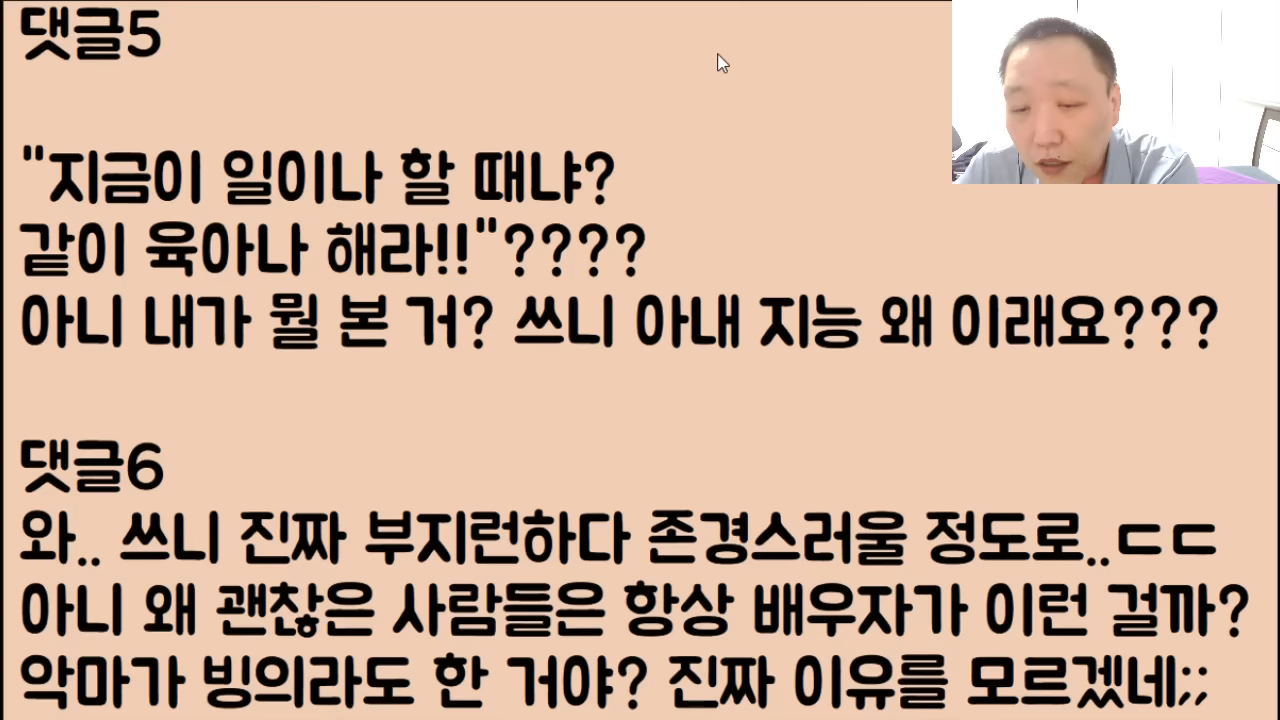 댓글5
"지금이 일이나 할 때냐?
같이 육아나 해라!!"????
아니 내가 뭘 본 거? 쓰니 아내 지능 왜 이래요???
댓글6
와.. 쓰니 진짜 부지런하다 존경스러울 정도로..ㄷㄷ
아니 왜 괜찮은 사람들은 항상 배우자가 이런 걸까?
악마가 빙의라도 한 거야? 진짜 이유를 모르겠네;;